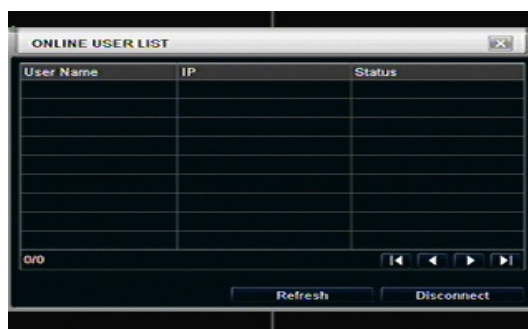 ONLINE USER LIST
User Name IP Status
0/0
Refresh Disconnect